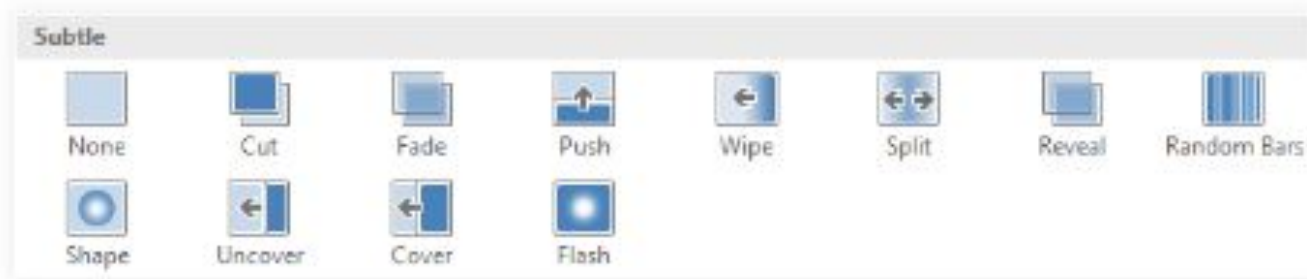 Subtle
None Cut Fade Push Wipe Split Reveal Random Bars
Shape Uncover Cover Flash